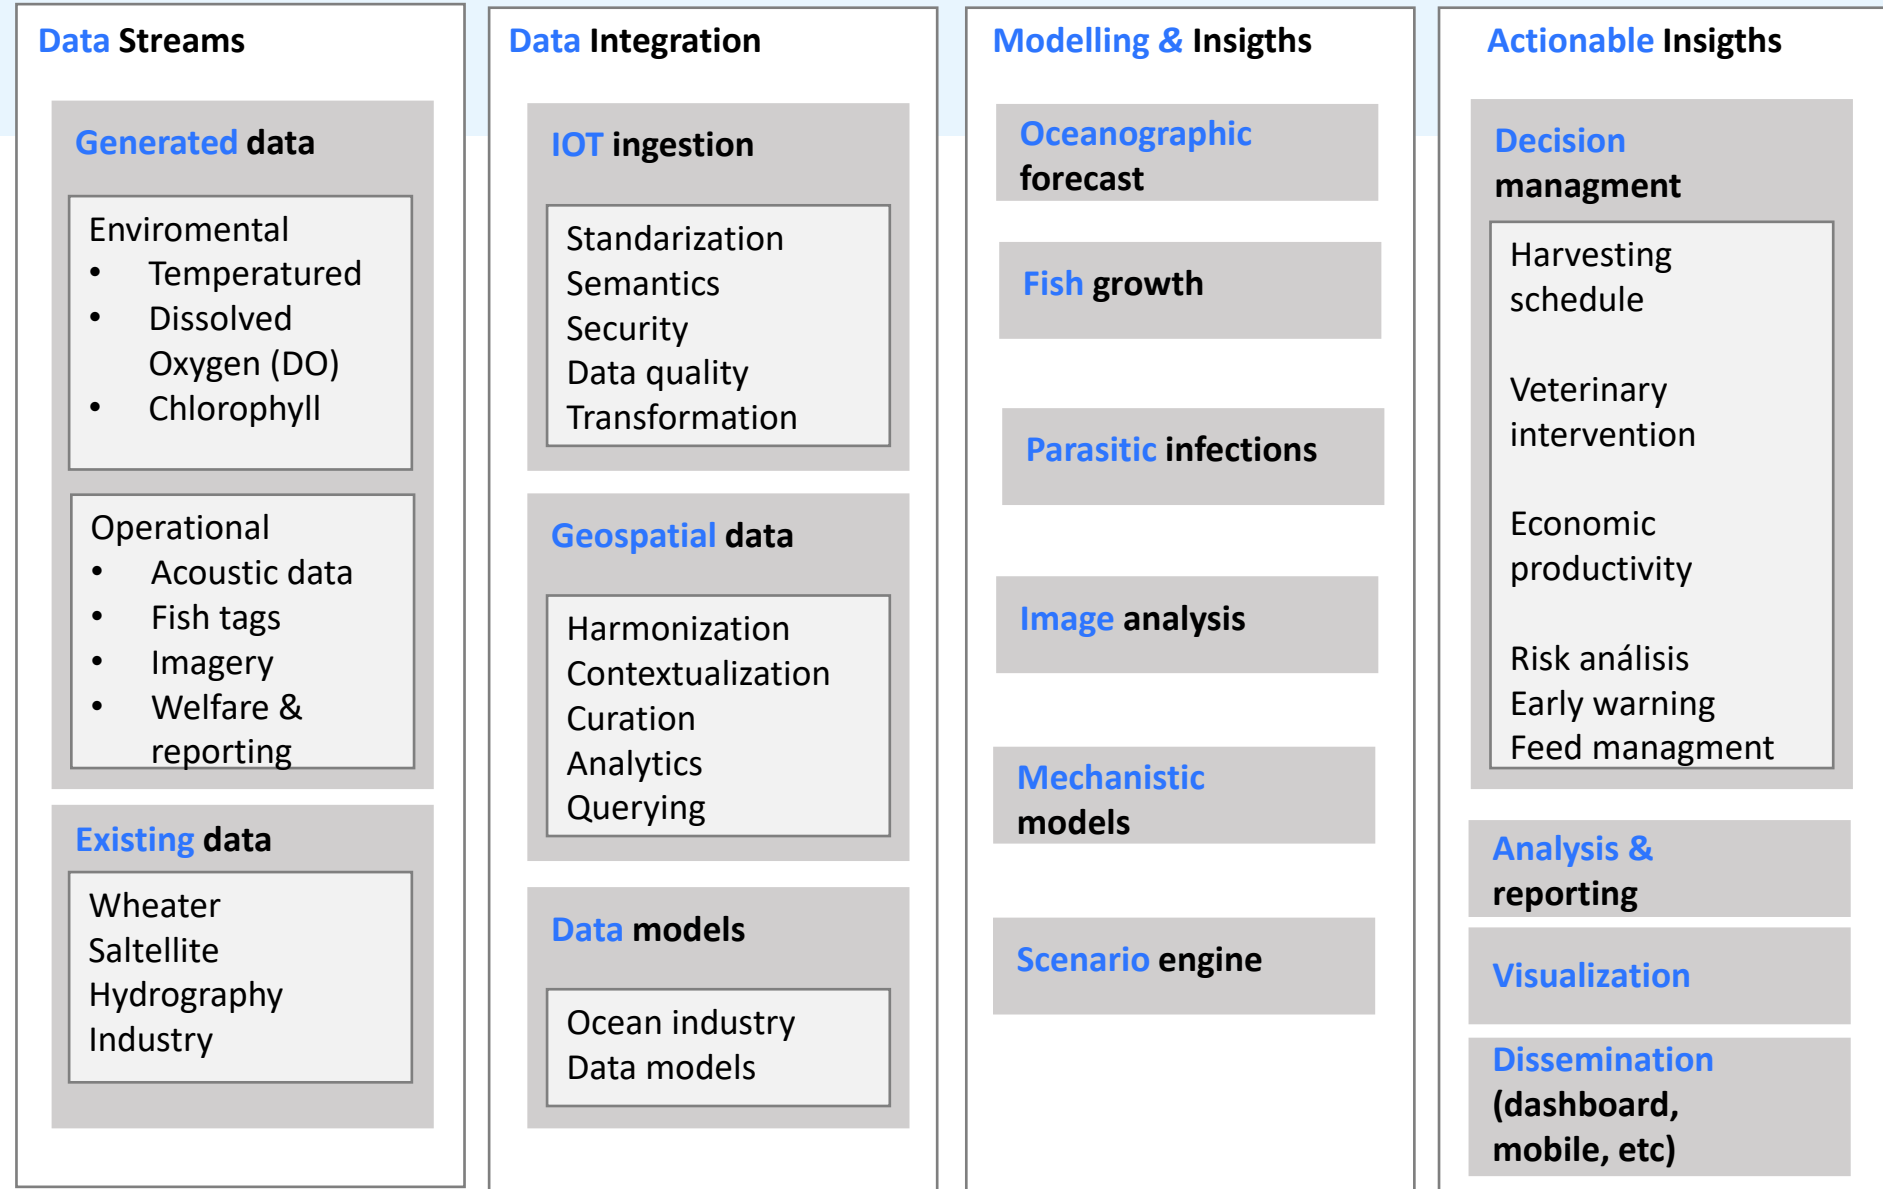 Data Streams
Generated data
Enviromental
• Temperatured
• Dissolved
Oxygen (DO)
• Chlorophyll
Operational
• Acoustic data
• Fish tags
• Imagery
• Welfare &
reporting
Existing data
Wheater
Saltellite
Hydrography
Industry
Data Integration
IOT ingestion
Standarization
Semantics
Security
Data quality
Transformation
Geospatial data
Harmonization
Contextualization
Curation
Analytics
Querying
Data models
Ocean industry
Data models
Modelling & Insigths
Oceanographic
forecast
Fish growth
Parasitic infections
Image analysis
Mechanistic
models
Scenario engine
Actionable Insigths
Decision
managment
Harvesting
schedule
Veterinary
intervention
Economic
productivity
Risk análisis
Early warning
Feed managment
Analysis &
reporting
Visualization
Dissemination
(dashboard,
mobile, etc)